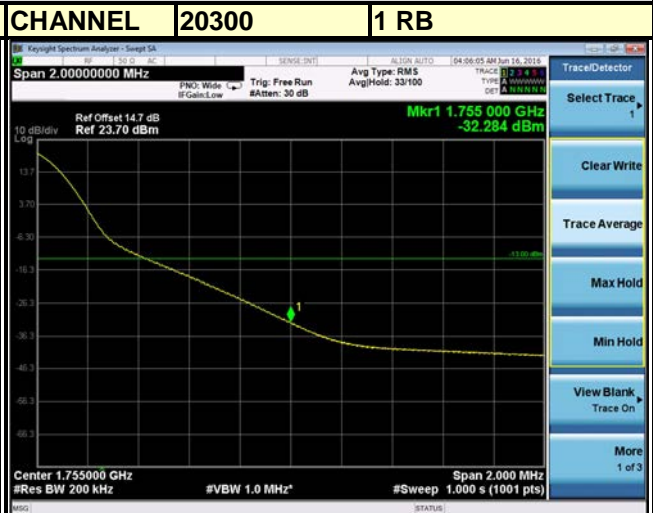 CHANNEL 20300 1 RB
Keysight Spectrum Analyzer - Swept SA
RF 50 Ω AC SENSE:INT ALIGN AUTO 04:06:05 AM Jun 16, 2016
Span 2.00000000 MHz
PNO: Wide
IFGain:Low
Trig: Free Run
#Atten: 30 dB
Avg Type: RMS
Avg|Hold: 33/100
TRACE 1 2 3 4 5 6
TYPE A WWWWW
DET A N N N N N
Trace/Detector
Select Trace
1
Clear Write
Trace Average
Max Hold
Min Hold
View Blank
Trace On
More
1 of 3
Mkr1 1.755 000 GHz
-32.284 dBm
Ref Offset 14.7 dB
10 dB/div Ref 23.70 dBm
Log
13.7
3.70
-6.30
-13.00 dBm
-16.3
-26.3
1
-36.3
-46.3
-56.3
-66.3
Center 1.755000 GHz Span 2.000 MHz
#Res BW 200 kHz #VBW 1.0 MHz* #Sweep 1.000 s (1001 pts)
MSG STATUS